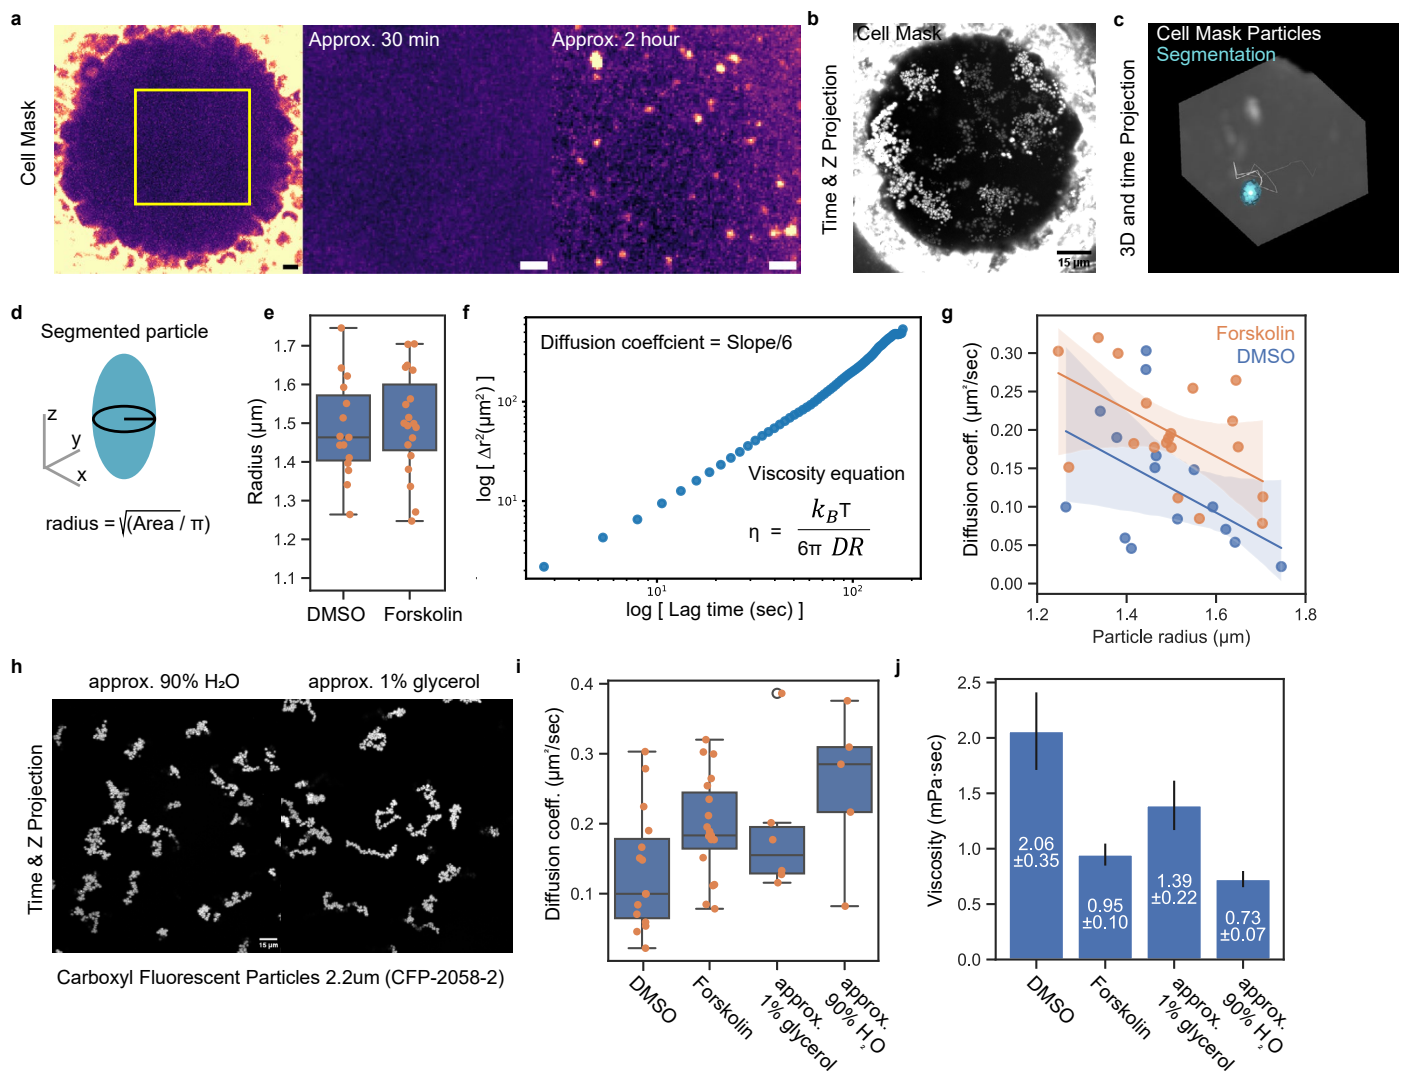 a
Cell Mask
Approx. 30 min
Approx. 2 hour
b
Time & Z Projection
Cell Mask
15 μm
c
3D and time Projection
Cell Mask Particles
Segmentation
d
Segmented particle
z
y
x
radius = √(Area / π)
e
Radius (μm)
1.7
1.6
1.5
1.4
1.3
1.2
1.1
DMSO
Forskolin
f
log [ Δr²(μm²) ]
10²
10¹
Diffusion coeffcient = Slope/6
Viscosity equation
η = k_BT / 6π DR
10¹
10²
log [ Lag time (sec) ]
g
Diffusion coeff. (μm²/sec)
0.30
0.25
0.20
0.15
0.10
0.05
0.00
Forskolin
DMSO
1.2
1.4
1.6
1.8
Particle radius (μm)
h
approx. 90% H₂O
approx. 1% glycerol
Time & Z Projection
15 μm
Carboxyl Fluorescent Particles 2.2um (CFP-2058-2)
i
Diffusion coeff. (μm²/sec)
0.4
0.3
0.2
0.1
DMSO
Forskolin
approx.
1% glycerol
approx.
90% H₂O
j
Viscosity (mPa·sec)
2.5
2.0
1.5
1.0
0.5
0.0
2.06
±0.35
0.95
±0.10
1.39
±0.22
0.73
±0.07
DMSO
Forskolin
approx.
1% glycerol
approx.
90% H₂O